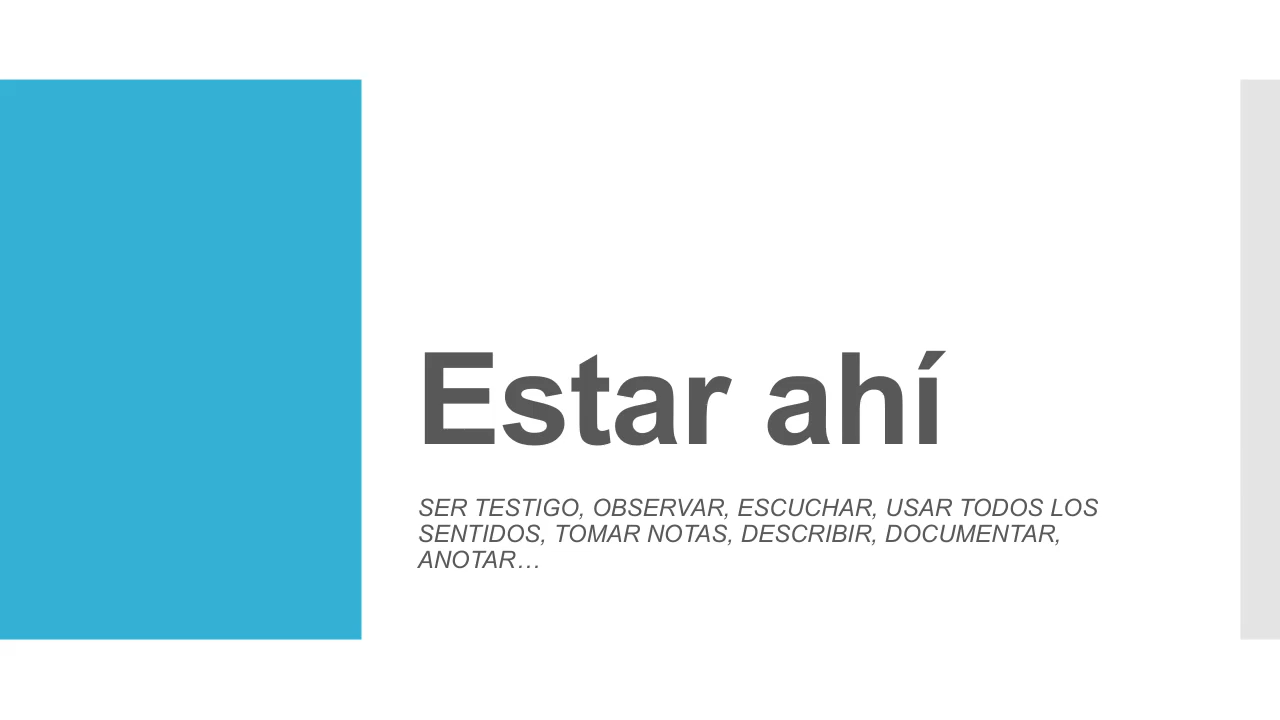 Estar ahí
SER TESTIGO, OBSERVAR, ESCUCHAR, USAR TODOS LOS
SENTIDOS, TOMAR NOTAS, DESCRIBIR, DOCUMENTAR,
ANOTAR…